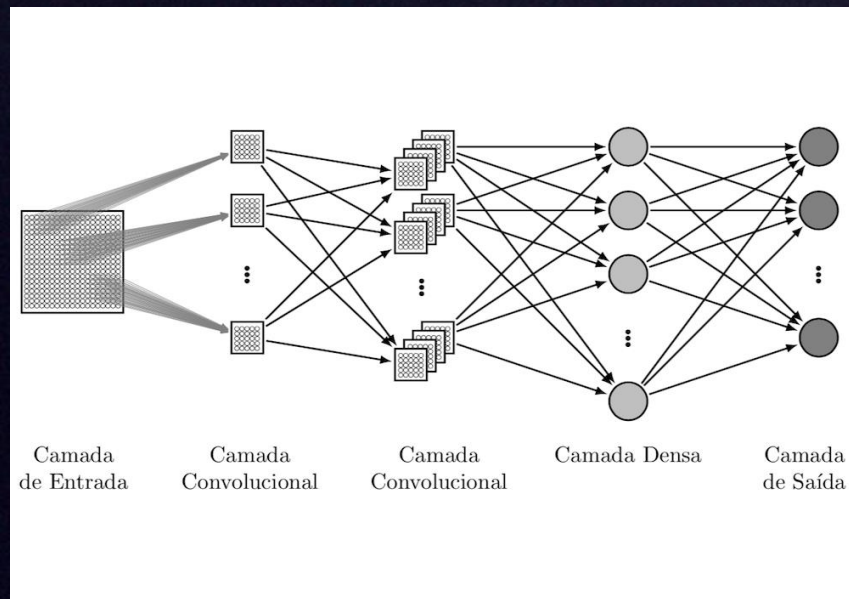 Camada
de Entrada
Camada
Convolucional
Camada
Convolucional
Camada Densa
Camada
de Saída